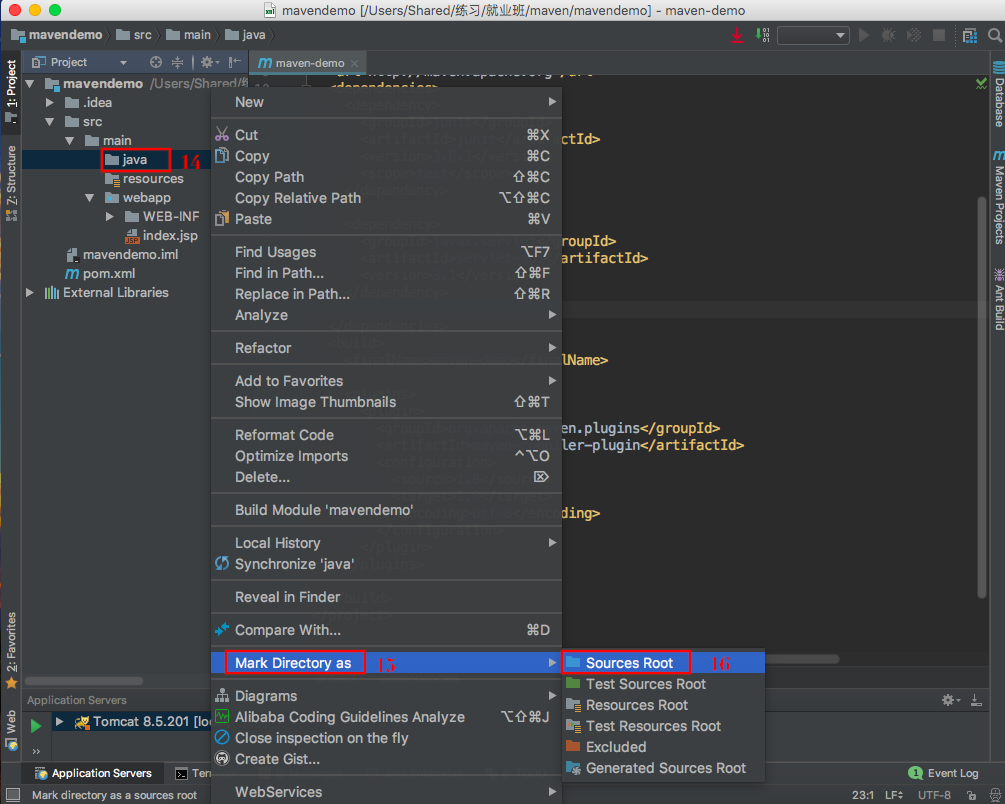 mavendemo [/Users/Shared/练习/就业班/maven/mavendemo] - maven-demo
mavendemo src main java
Project
maven-demo
1: Project
Z: Structure
2: Favorites
Web
Database
Maven Projects
Ant Build
mavendemo /Users/Shared/
.idea
src
main
java 14
resources
webapp
WEB-INF
index.jsp
mavendemo.iml
pom.xml
External Libraries
<dependencies>
actId>
roupId>
artifactId>
lName>
en.plugins</groupId>
ler-plugin</artifactId>
ding>
New
Cut ⌘X
Copy ⌘C
Copy Path ⇧⌘C
Copy Relative Path ⌥⇧⌘C
Paste ⌘V
Find Usages ⌥F7
Find in Path... ⇧⌘F
Replace in Path... ⇧⌘R
Analyze
Refactor
Add to Favorites
Show Image Thumbnails ⇧⌘T
Reformat Code ⌥⌘L
Optimize Imports ^⌥O
Delete... ⌦
Build Module 'mavendemo'
Local History
Synchronize 'java'
Reveal in Finder
Compare With... ⌘D
Mark Directory as 15
Diagrams
Alibaba Coding Guidelines Analyze ⌥⇧⌘J
Close inspection on the fly
Create Gist...
WebServices
Sources Root 16
Test Sources Root
Resources Root
Test Resources Root
Excluded
Generated Sources Root
Application Servers
Tomcat 8.5.201 [loc
Application Servers
Ten
Event Log
Mark directory as a sources root
23:1 LF UTF-8